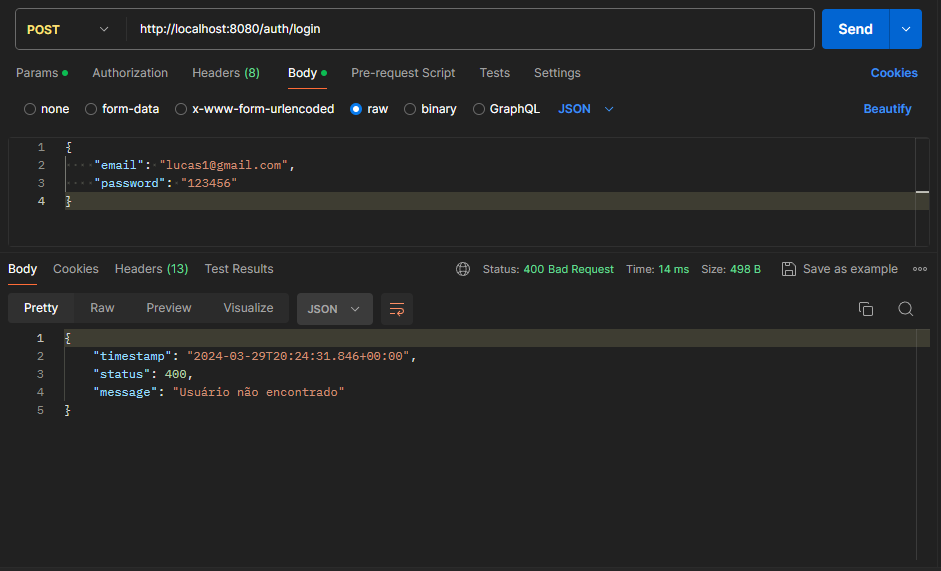 POST http://localhost:8080/auth/login Send
Params Authorization Headers (8) Body Pre-request Script Tests Settings Cookies
none form-data x-www-form-urlencoded raw binary GraphQL JSON Beautify
1 {
2 "email": "lucas1@gmail.com",
3 "password": "123456"
4 }
Body Cookies Headers (13) Test Results Status: 400 Bad Request Time: 14 ms Size: 498 B Save as example
Pretty Raw Preview Visualize JSON
1 {
2 "timestamp": "2024-03-29T20:24:31.846+00:00",
3 "status": 400,
4 "message": "Usuário não encontrado"
5 }